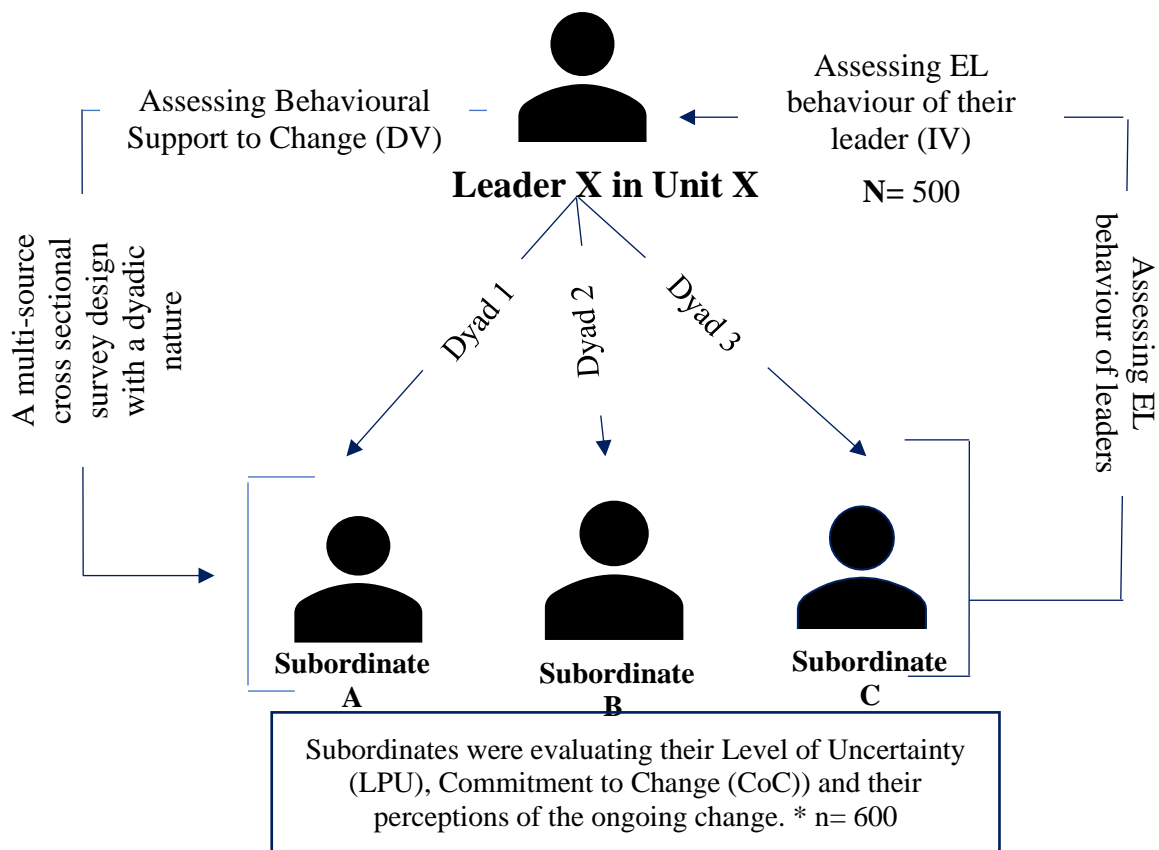 Assessing Behavioural
Support to Change (DV)
Assessing EL
behaviour of their
leader (IV)
N= 500
Leader X in Unit X
A multi-source
cross sectional
survey design
with a dyadic
nature
Dyad 1
Dyad 2
Dyad 3
Assessing EL
behaviour of leaders
Subordinate
A
Subordinate
B
Subordinate
C
Subordinates were evaluating their Level of Uncertainty
(LPU), Commitment to Change (CoC)) and their
perceptions of the ongoing change. * n= 600